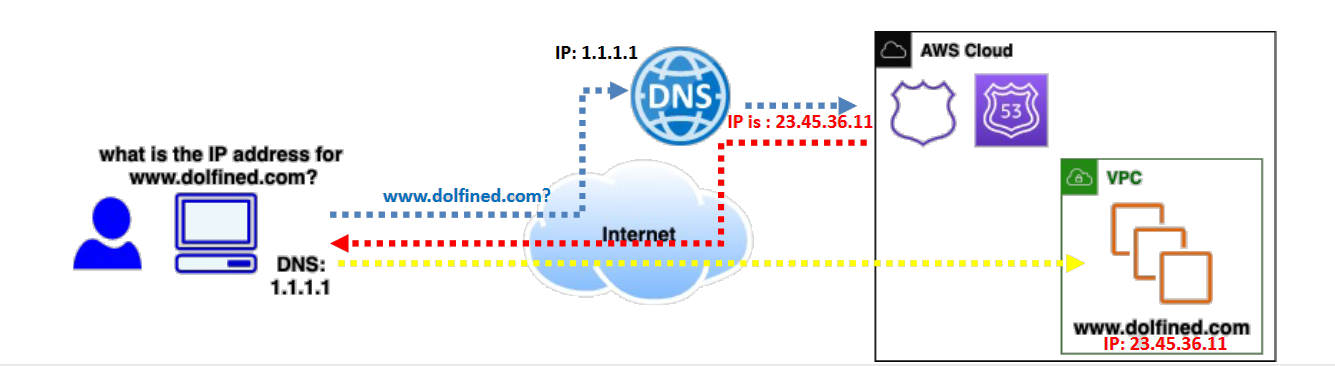 IP: 1.1.1.1
DNS
AWS Cloud
53
IP is : 23.45.36.11
what is the IP address for
www.dolfined.com?
www.dolfined.com?
VPC
Internet
DNS:
1.1.1.1
www.dolfined.com
IP: 23.45.36.11